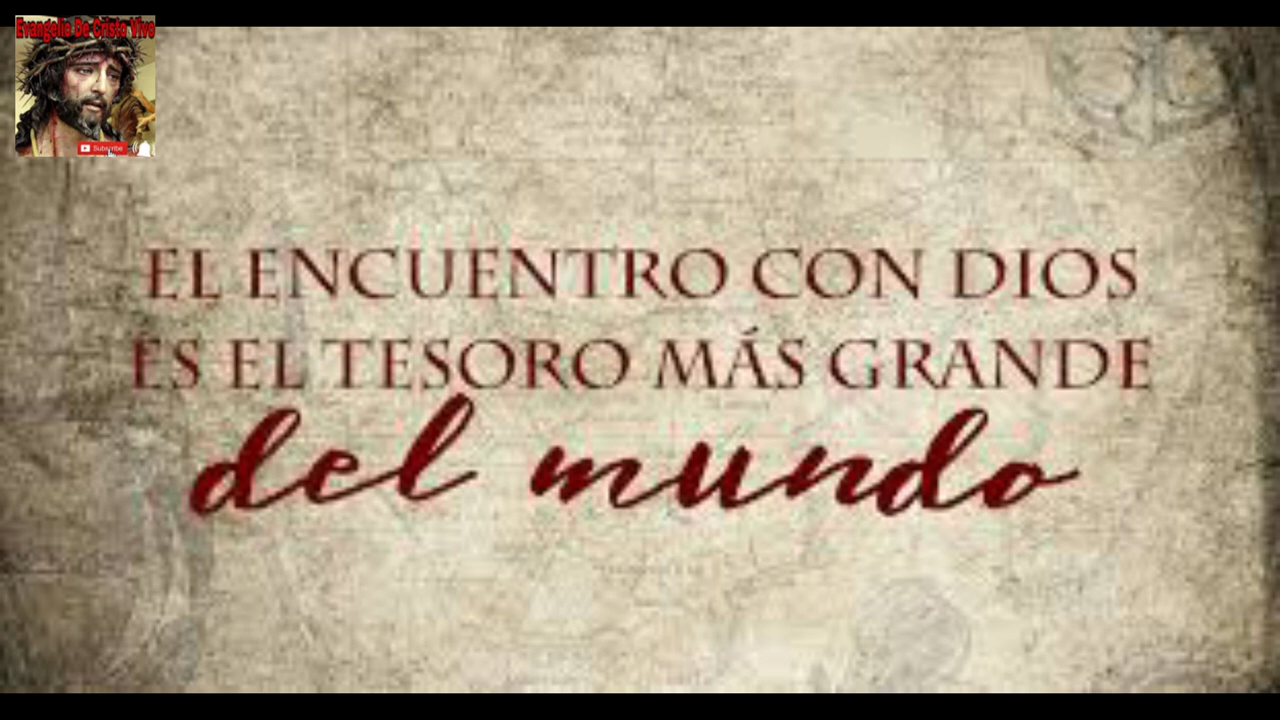 Evangelio De Cristo Vivo
Subscribe
EL ENCUENTRO CON DIOS
ES EL TESORO MÁS GRANDE
del mundo